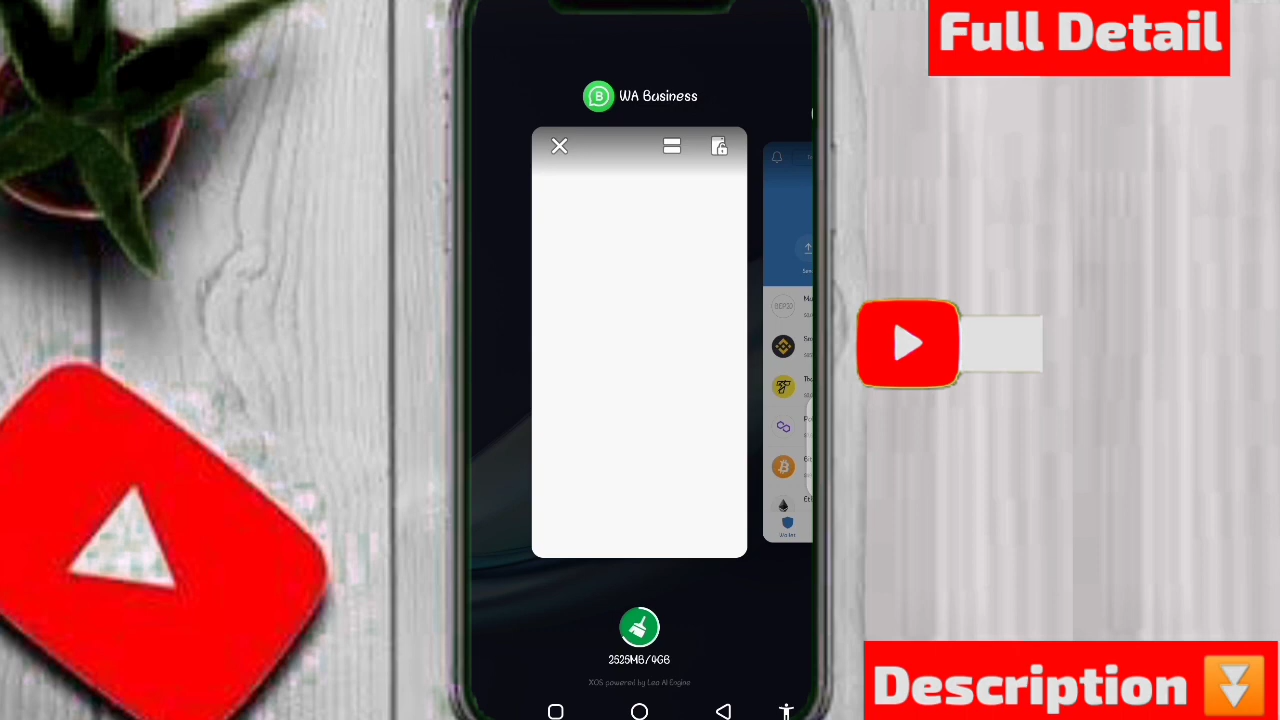 Full Detail
WA Business
2525MB/4GB
XOS powered by Leo AI Engine
Description